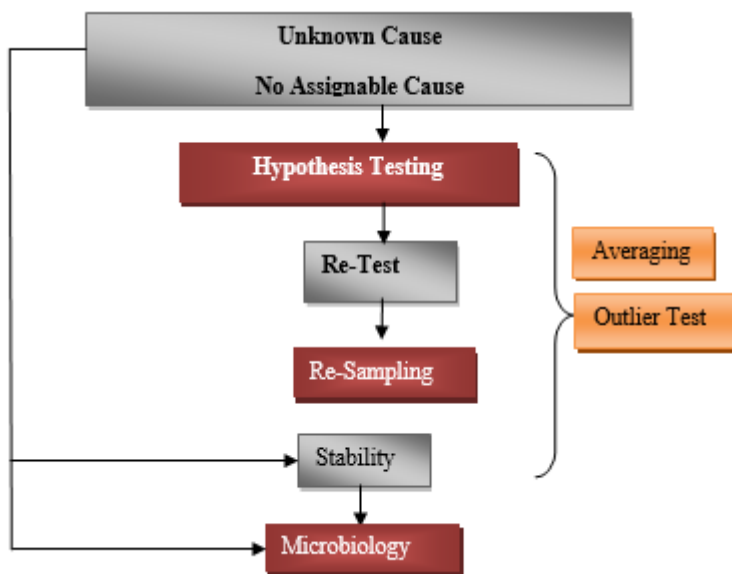 Unknown Cause
No Assignable Cause
Hypothesis Testing
Re-Test
Averaging
Outlier Test
Re-Sampling
Stability
Microbiology